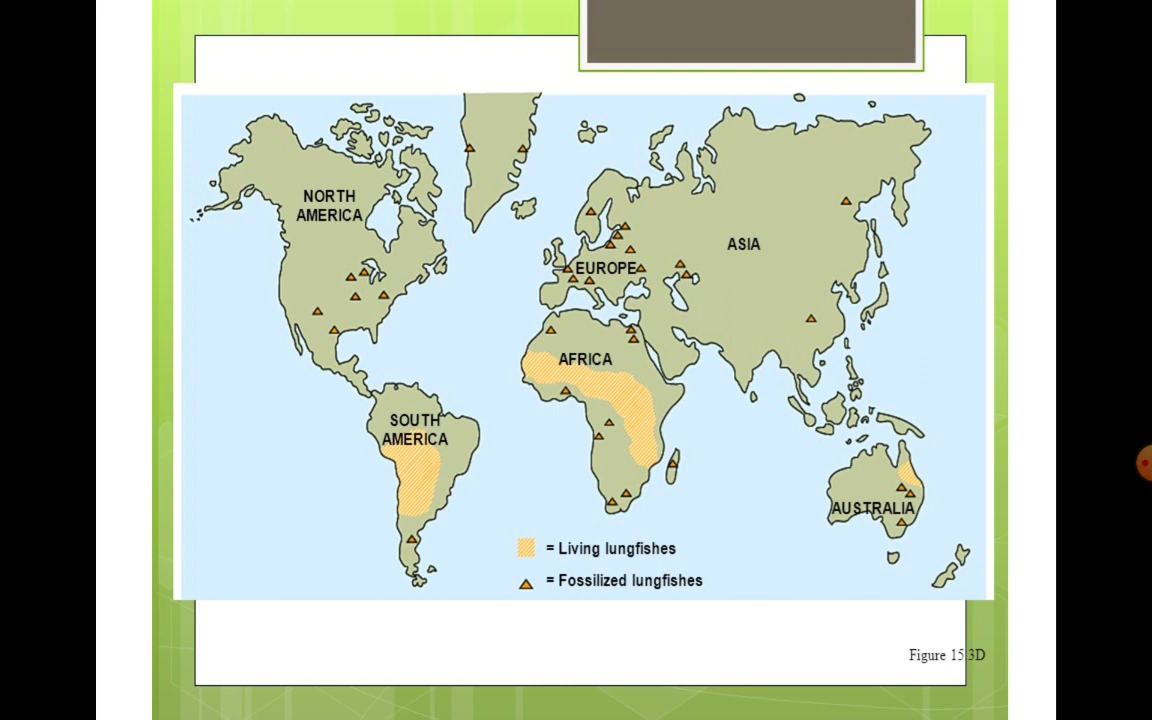 NORTH
AMERICA
ASIA
EUROPE
AFRICA
SOUTH
AMERICA
AUSTRALIA
= Living lungfishes
= Fossilized lungfishes
Figure 15.3D